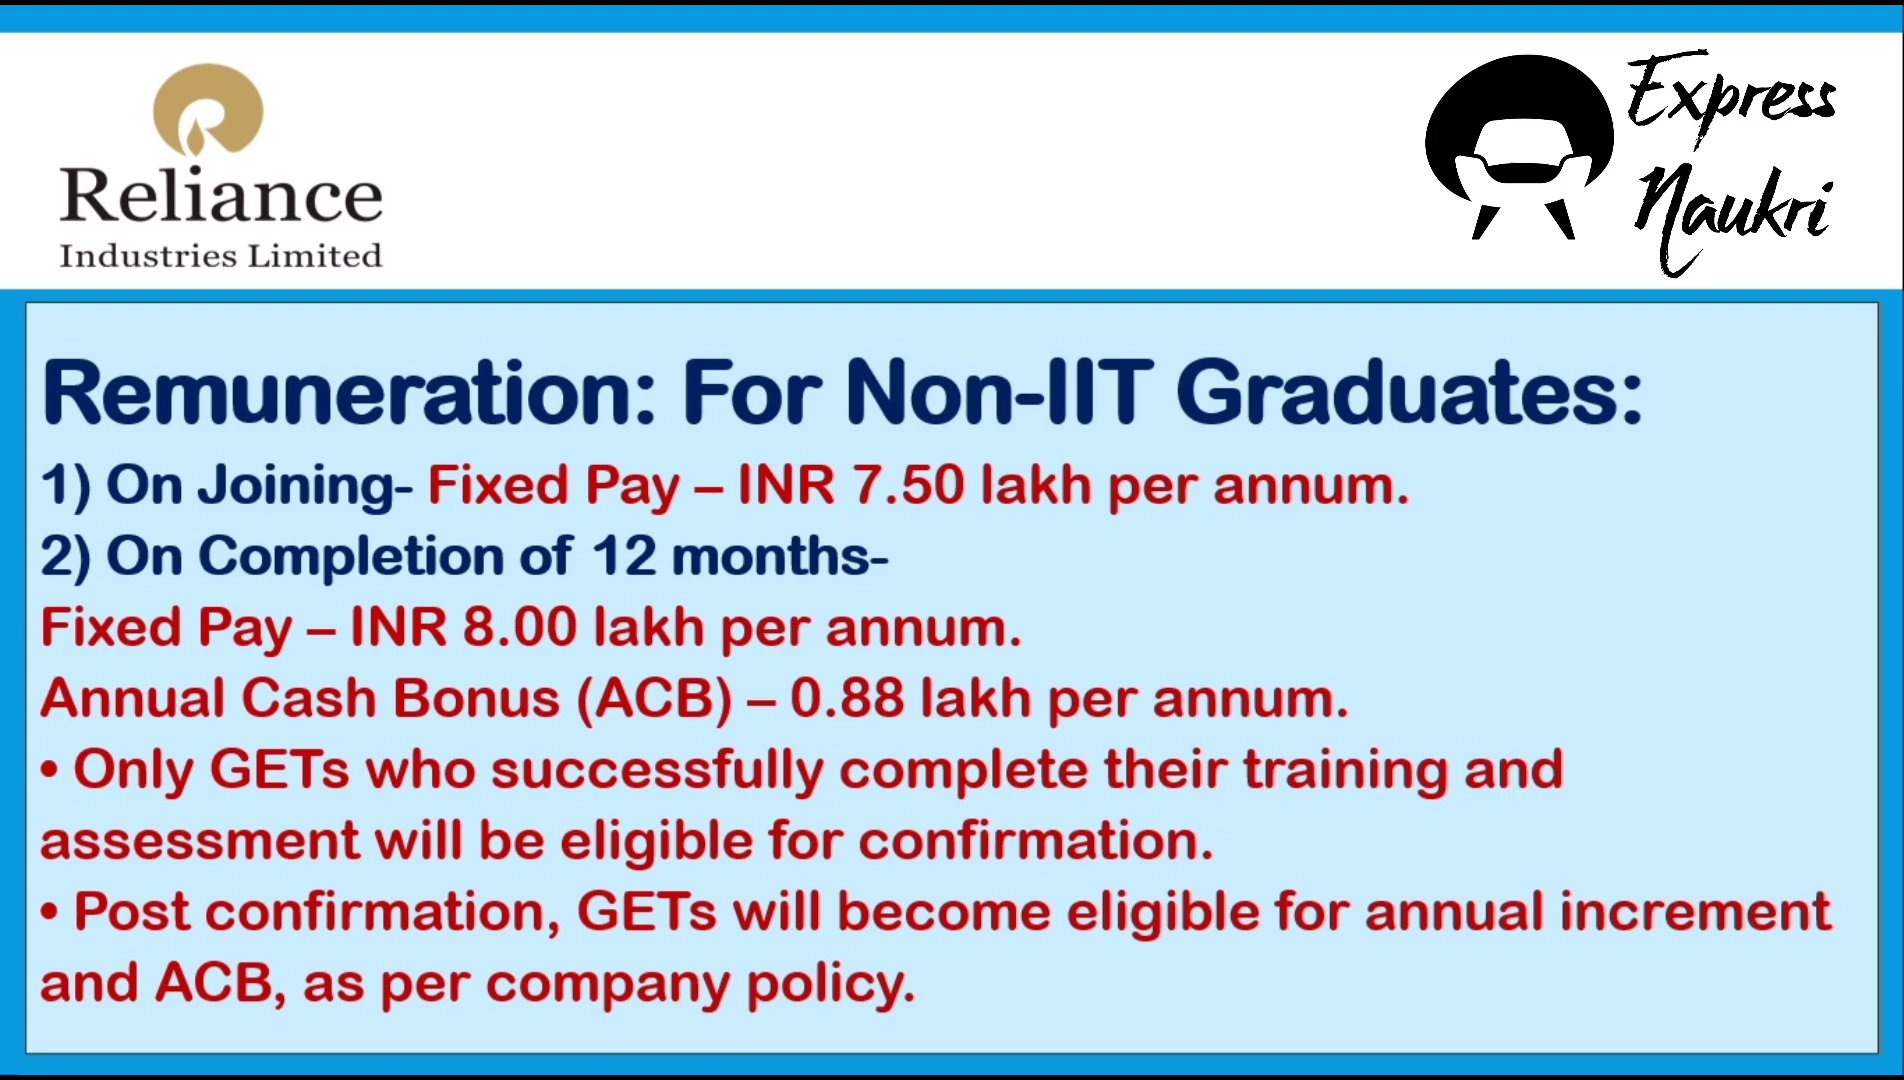 Reliance
Industries Limited
Express
Naukri
Remuneration: For Non-IIT Graduates:
1) On Joining- Fixed Pay – INR 7.50 lakh per annum.
2) On Completion of 12 months-
Fixed Pay – INR 8.00 lakh per annum.
Annual Cash Bonus (ACB) – 0.88 lakh per annum.
• Only GETs who successfully complete their training and
assessment will be eligible for confirmation.
• Post confirmation, GETs will become eligible for annual increment
and ACB, as per company policy.